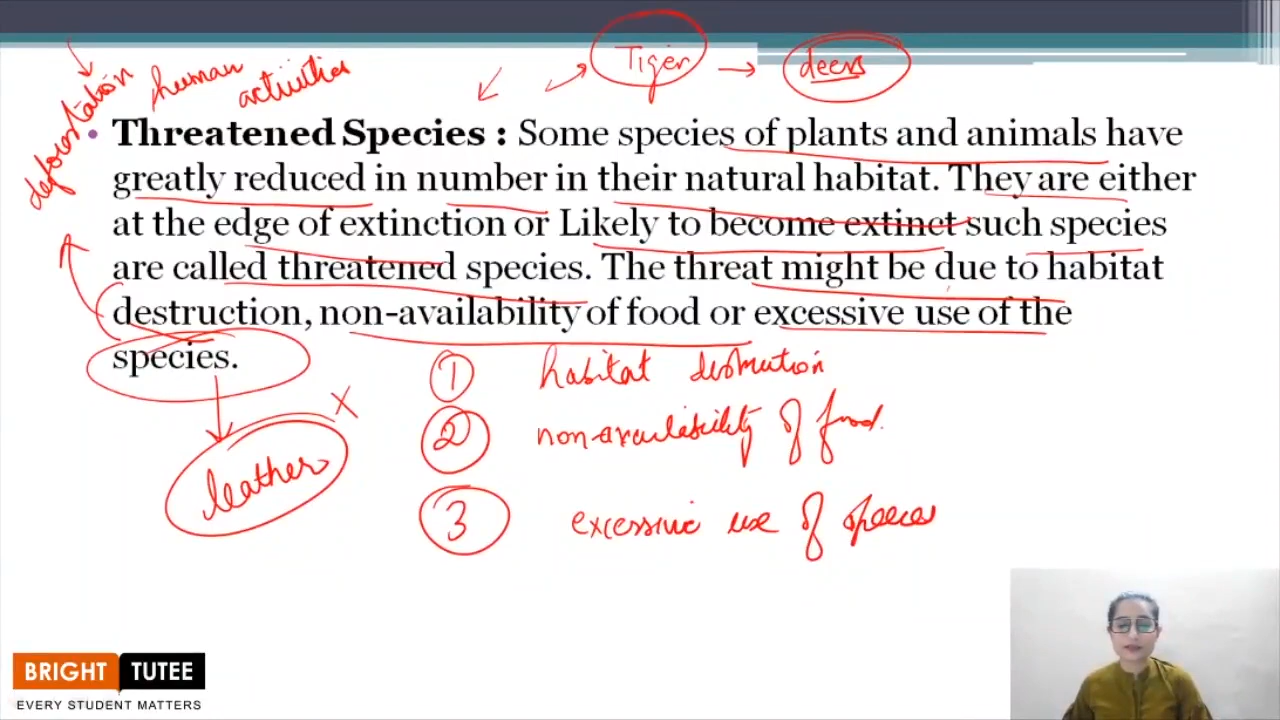 Tiger → deers
deforestation
human activities
• Threatened Species : Some species of plants and animals have
greatly reduced in number in their natural habitat. They are either
at the edge of extinction or Likely to become extinct such species
are called threatened species. The threat might be due to habitat
destruction, non-availability of food or excessive use of the
species.
1 habitat destruction
2 non-availability of food.
leather
3 excessive use of species
BRIGHT TUTEE
EVERY STUDENT MATTERS